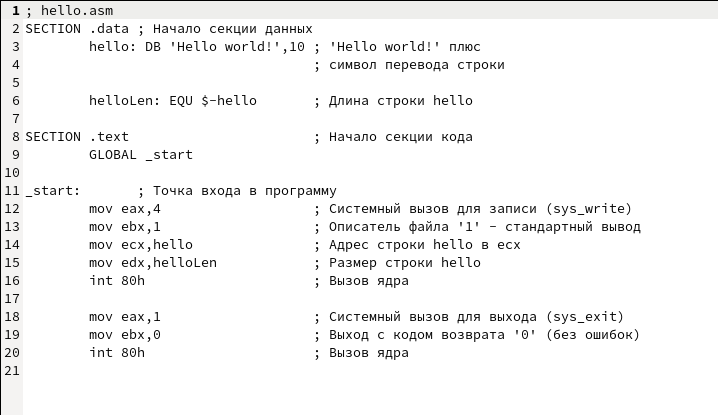 1 ; hello.asm
2 SECTION .data ; Начало секции данных
3         hello: DB 'Hello world!',10 ; 'Hello world!' плюс
4                                     ; символ перевода строки
5
6         helloLen: EQU $-hello       ; Длина строки hello
7
8 SECTION .text                       ; Начало секции кода
9         GLOBAL _start
10
11 _start:       ; Точка входа в программу
12         mov eax,4                   ; Системный вызов для записи (sys_write)
13         mov ebx,1                   ; Описатель файла '1' - стандартный вывод
14         mov ecx,hello               ; Адрес строки hello в ecx
15         mov edx,helloLen            ; Размер строки hello
16         int 80h                     ; Вызов ядра
17
18         mov eax,1                   ; Системный вызов для выхода (sys_exit)
19         mov ebx,0                   ; Выход с кодом возврата '0' (без ошибок)
20         int 80h                     ; Вызов ядра
21